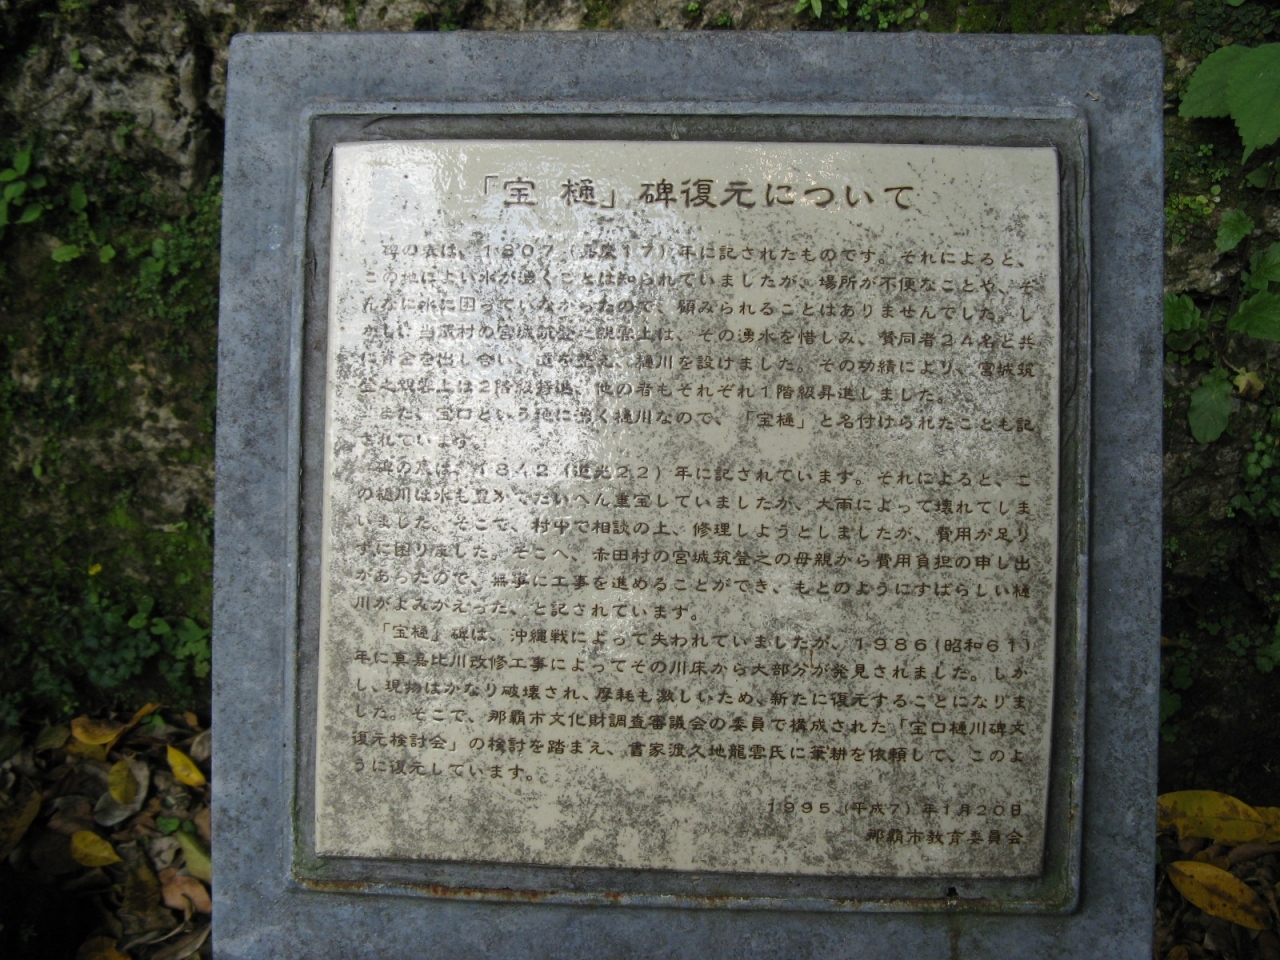 「宝樋」碑復元について
碑の表は、1807(嘉慶17)年に記されたものです。それによると、
この地はよい水が湧くことは知られていましたが、場所が不便なことや、そ
んなに水に困っていなかったので、顧みられることはありませんでした。し
かし、当蔵村の宮城筑登之親雲上は、その湧水を惜しみ、賛同者24名と共
に資金を出し合い、道を整え、樋川を設けました。その功績により、宮城筑
登之親雲上は2階級特進、他の者もそれぞれ1階級昇進しました。
また、宝口という地に湧く樋川なので、「宝樋」と名付けられたことも記
されています。
碑の裏は、1842(道光22)年に記されています。それによると、こ
の樋川は水も豊かでたいへん重宝していましたが、大雨によって壊れてしま
いました。そこで、村中で相談の上、修理しようとしましたが、費用が足り
ずに困りました。そこへ、赤田村の宮城筑登之の母親から費用負担の申し出
があったので、無事に工事を進めることができ、もとのようにすばらしい樋
川がよみがえった、と記されています。
「宝樋」碑は、沖縄戦によって失われていましたが、1986(昭和61)
年に真嘉比川改修工事によってその川床から大部分が発見されました。しか
し、現物はかなり破壊され、摩耗も激しいため、新たに復元することになりま
した。そこで、那覇市文化財調査審議会の委員で構成された「宝口樋川碑文
復元検討会」の検討を踏まえ、書家渡久地龍雲氏に筆耕を依頼して、このよ
うに復元しています。
1995(平成7)年1月20日
那覇市教育委員会